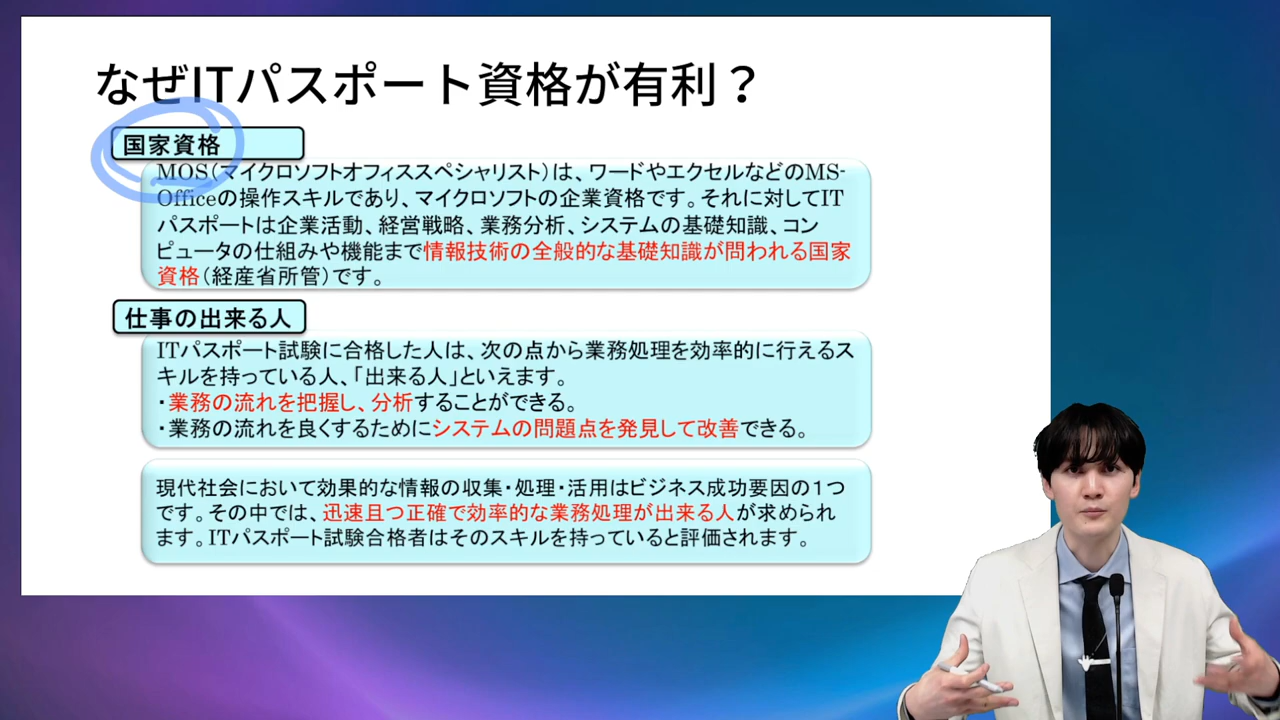 なぜITパスポート資格が有利？
国家資格
MOS（マイクロソフトオフィススペシャリスト）は、ワードやエクセルなどのMS-
Officeの操作スキルであり、マイクロソフトの企業資格です。それに対してIT
パスポートは企業活動、経営戦略、業務分析、システムの基礎知識、コン
ピュータの仕組みや機能まで情報技術の全般的な基礎知識が問われる国家
資格（経産省所管）です。
仕事の出来る人
ITパスポート試験に合格した人は、次の点から業務処理を効率的に行えるス
キルを持っている人、「出来る人」といえます。
・業務の流れを把握し、分析することができる。
・業務の流れを良くするためにシステムの問題点を発見して改善できる。
現代社会において効果的な情報の収集・処理・活用はビジネス成功要因の１つ
です。その中では、迅速且つ正確で効率的な業務処理が出来る人が求められ
ます。ITパスポート試験合格者はそのスキルを持っていると評価されます。